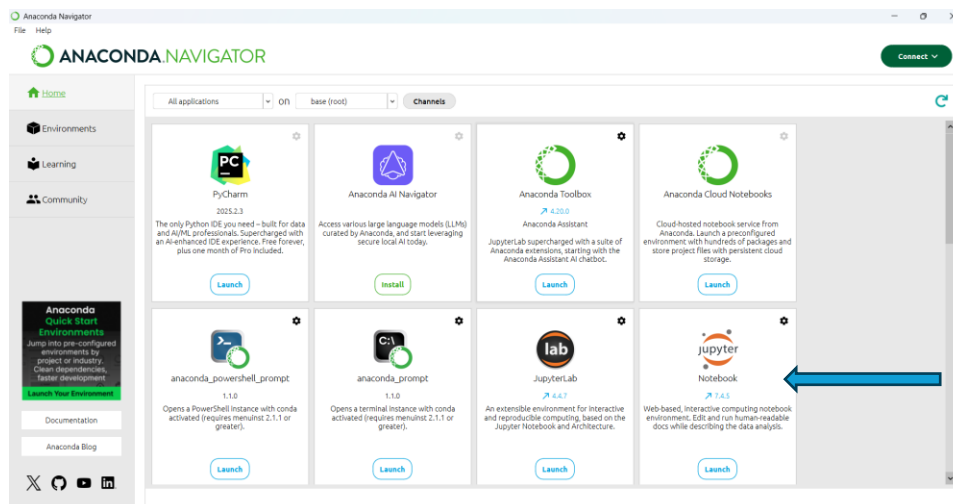 Anaconda Navigator
File Help
ANACONDA.NAVIGATOR
Connect
Home
Environments
Learning
Community
All applications
on
base (root)
Channels
PC
PyCharm
2025.2.3
The only Python IDE you need – built for data
and AI/ML professionals. Supercharged with
an AI-enhanced IDE experience. Free forever,
plus one month of Pro included.
Launch
Anaconda AI Navigator
Access various large language models (LLMs)
curated by Anaconda, and start leveraging
secure local AI today.
Install
Anaconda Toolbox
4.20.0
Anaconda Assistant
JupyterLab supercharged with a suite of
Anaconda extensions, starting with the
Anaconda Assistant AI chatbot.
Launch
Anaconda Cloud Notebooks
Cloud-hosted notebook service from
Anaconda. Launch a preconfigured
environment with hundreds of packages and
store project files with persistent cloud
storage.
Launch
anaconda_powershell_prompt
1.1.0
Opens a PowerShell instance with conda
activated (requires menuinst 2.1.1 or
greater).
Launch
C:\
anaconda_prompt
1.1.0
Opens a terminal instance with conda
activated (requires menuinst 2.1.1 or
greater).
Launch
lab
JupyterLab
4.4.7
An extensible environment for interactive
and reproducible computing, based on the
Jupyter Notebook and Architecture.
Launch
jupyter
Notebook
7.4.5
Web-based, interactive computing notebook
environment. Edit and run human-readable
docs while describing the data analysis.
Launch
Anaconda
Quick Start
Environments
Jump into pre-configured
environments by
project or industry.
Clean dependencies,
faster development
Launch Your Environment
Documentation
Anaconda Blog